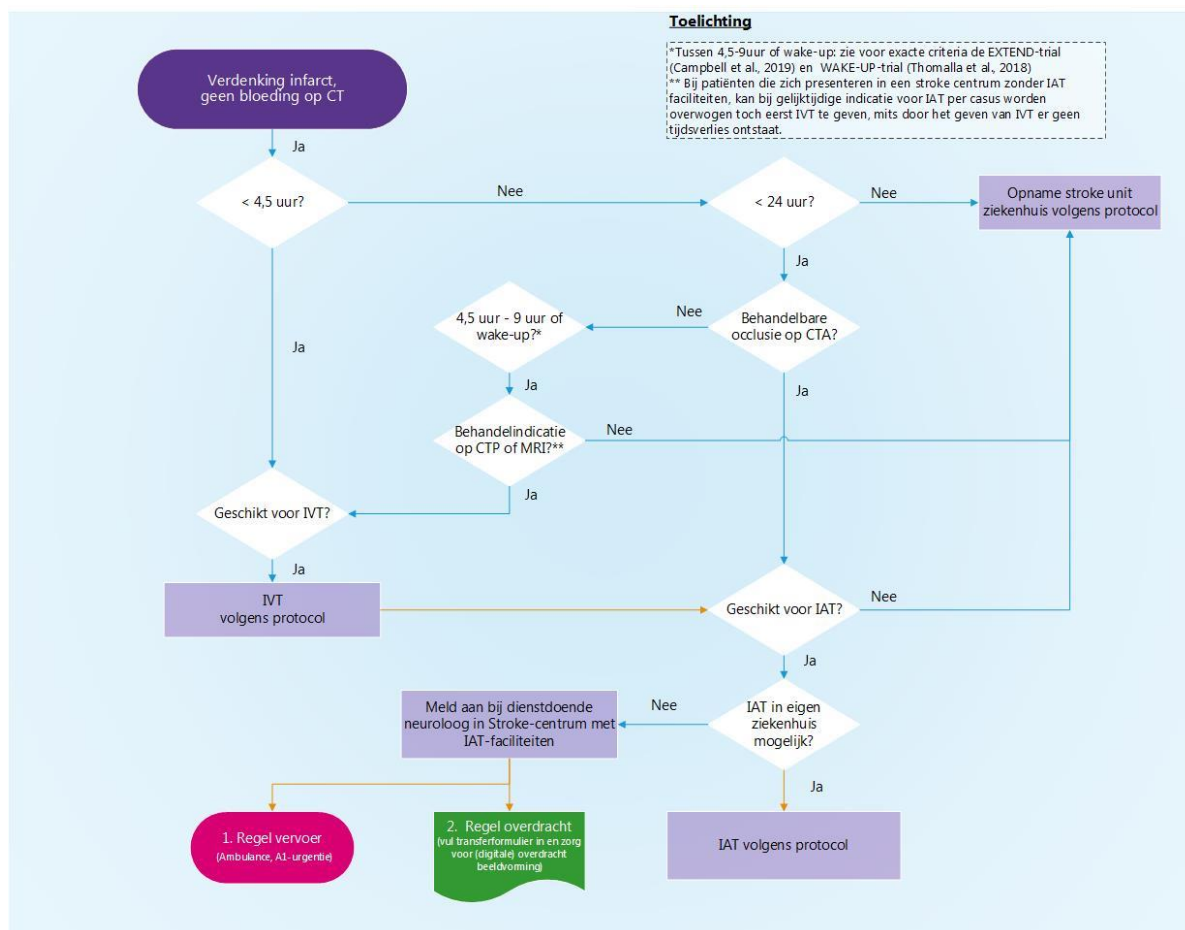 Toelichting
*Tussen 4,5-9uur of wake-up: zie voor exacte criteria de EXTEND-trial
(Campbell et al., 2019) en WAKE-UP-trial (Thomalla et al., 2018)
** Bij patiënten die zich presenteren in een stroke centrum zonder IAT
faciliteiten, kan bij gelijktijdige indicatie voor IAT per casus worden
overwogen toch eerst IVT te geven, mits door het geven van IVT er geen
tijdsverlies ontstaat.
Verdenking infarct,
geen bloeding op CT
Ja
< 4,5 uur?
Nee
< 24 uur?
Nee
Opname stroke unit
ziekenhuis volgens protocol
Ja
Ja
4,5 uur - 9 uur of
wake-up?*
Nee
Behandelbare
occlusie op CTA?
Ja
Ja
Behandelindicatie
op CTP of MRI?**
Nee
Ja
Geschikt voor IVT?
Ja
IVT
volgens protocol
Geschikt voor IAT?
Nee
Ja
Meld aan bij dienstdoende
neuroloog in Stroke-centrum met
IAT-faciliteiten
Nee
IAT in eigen
ziekenhuis
mogelijk?
Ja
1. Regel vervoer
(Ambulance, A1-urgentie)
2. Regel overdracht
(vul transferformulier in en zorg
voor (digitale) overdracht
beeldvorming)
IAT volgens protocol